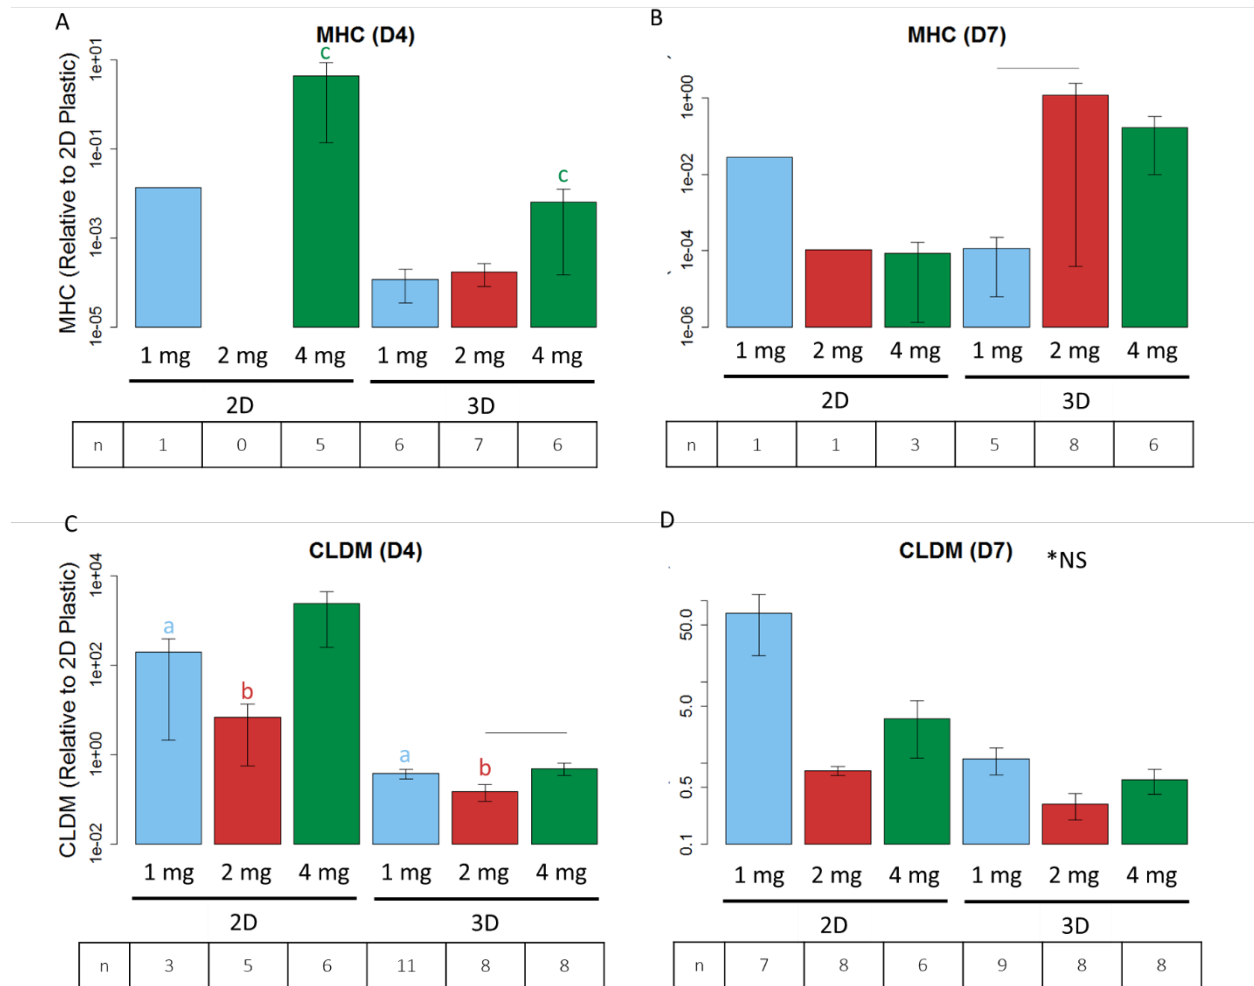 A
MHC (D4)
MHC (Relative to 2D Plastic)
1e+01
1e-01
1e-03
1e-05
c
c
1 mg 2 mg 4 mg 1 mg 2 mg 4 mg
2D 3D
n 1 0 5 6 7 6
B
MHC (D7)
1e+00
1e-02
1e-04
1e-06
1 mg 2 mg 4 mg 1 mg 2 mg 4 mg
2D 3D
n 1 1 3 5 8 6
C
CLDM (D4)
CLDM (Relative to 2D Plastic)
1e+04
1e+02
1e+00
1e-02
a
b
a
b
1 mg 2 mg 4 mg 1 mg 2 mg 4 mg
2D 3D
n 3 5 6 11 8 8
D
CLDM (D7) *NS
50.0
5.0
0.5
0.1
1 mg 2 mg 4 mg 1 mg 2 mg 4 mg
2D 3D
n 7 8 6 9 8 8